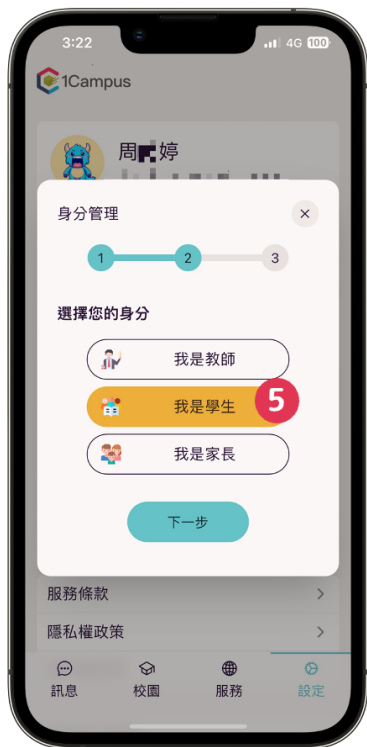 3:22
4G 100
1Campus
周 婷
身分管理
1 2 3
選擇您的身分
我是教師
我是學生
5
我是家長
下一步
服務條款
隱私權政策
訊息 校園 服務 設定